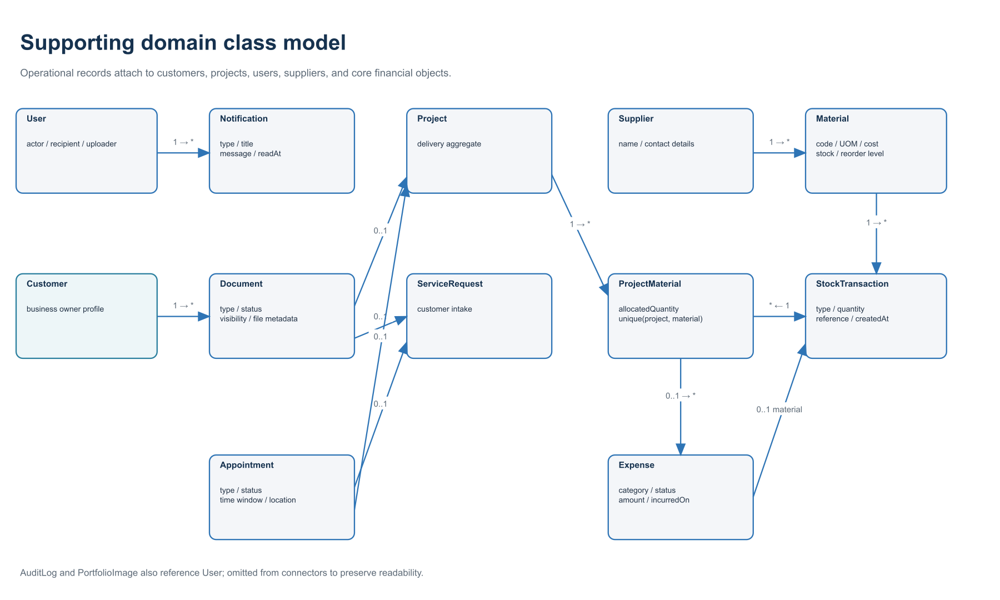 Supporting domain class model
Operational records attach to customers, projects, users, suppliers, and core financial objects.
User
actor / recipient / uploader
1 → *
Notification
type / title
message / readAt
Project
delivery aggregate
Supplier
name / contact details
1 → *
Material
code / UOM / cost
stock / reorder level
0..1
1 → *
1 → *
Customer
business owner profile
1 → *
Document
type / status
visibility / file metadata
0..1
0..1
ServiceRequest
customer intake
ProjectMaterial
allocatedQuantity
unique(project, material)
* ← 1
StockTransaction
type / quantity
reference / createdAt
0..1
0..1 → *
0..1 material
Appointment
type / status
time window / location
Expense
category / status
amount / incurredOn
AuditLog and PortfolioImage also reference User; omitted from connectors to preserve readability.